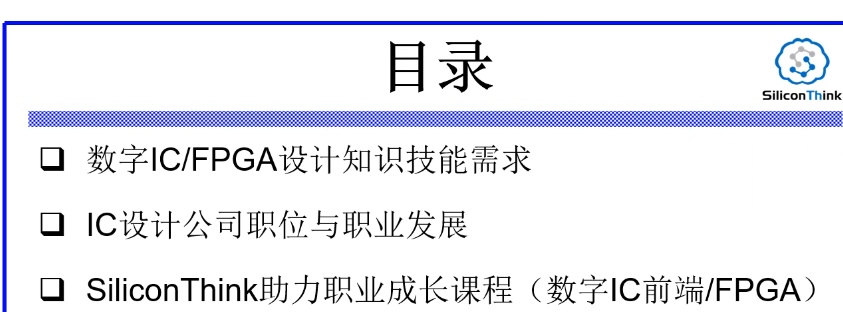 目录
SiliconThink
数字IC/FPGA设计知识技能需求
IC设计公司职位与职业发展
SiliconThink助力职业成长课程（数字IC前端/FPGA）